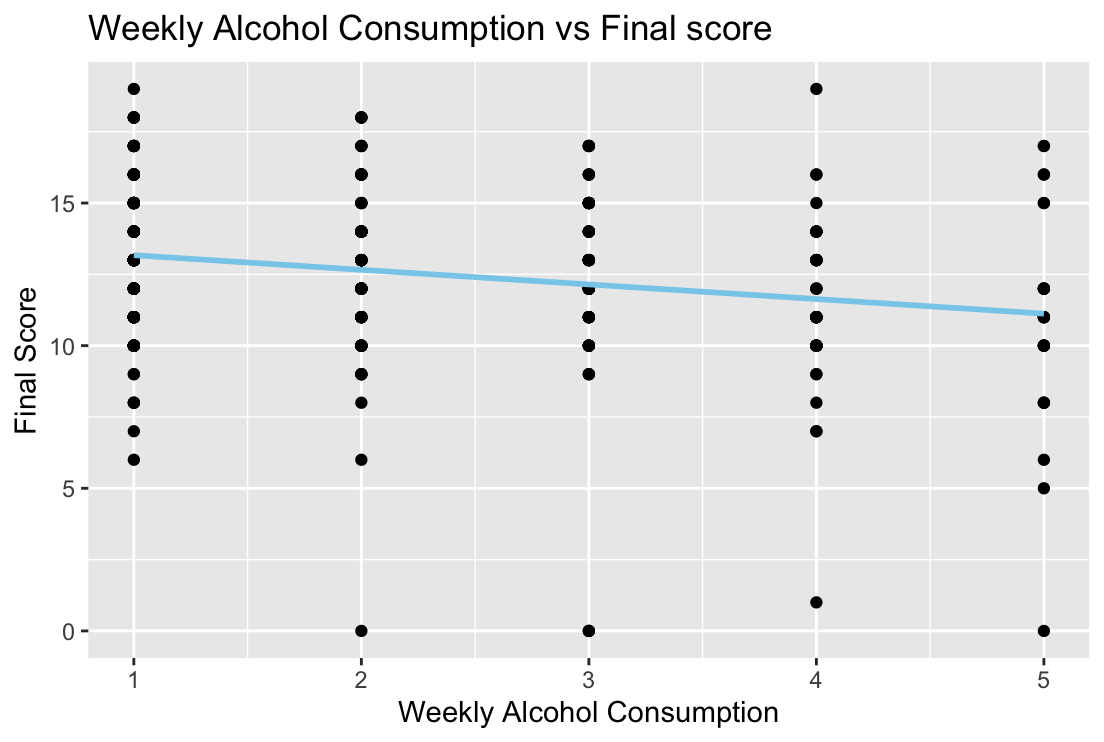 Weekly Alcohol Consumption vs Final score
Final Score
15
10
5
0
1 2 3 4 5
Weekly Alcohol Consumption